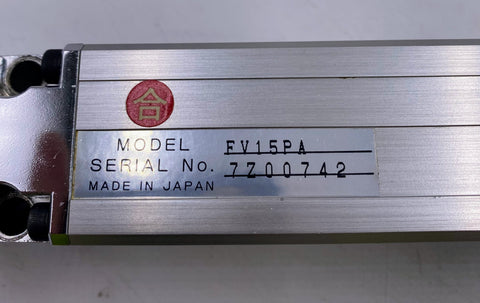 合
MODEL FV15PA
SERIAL No. 7Z00742
MADE IN JAPAN